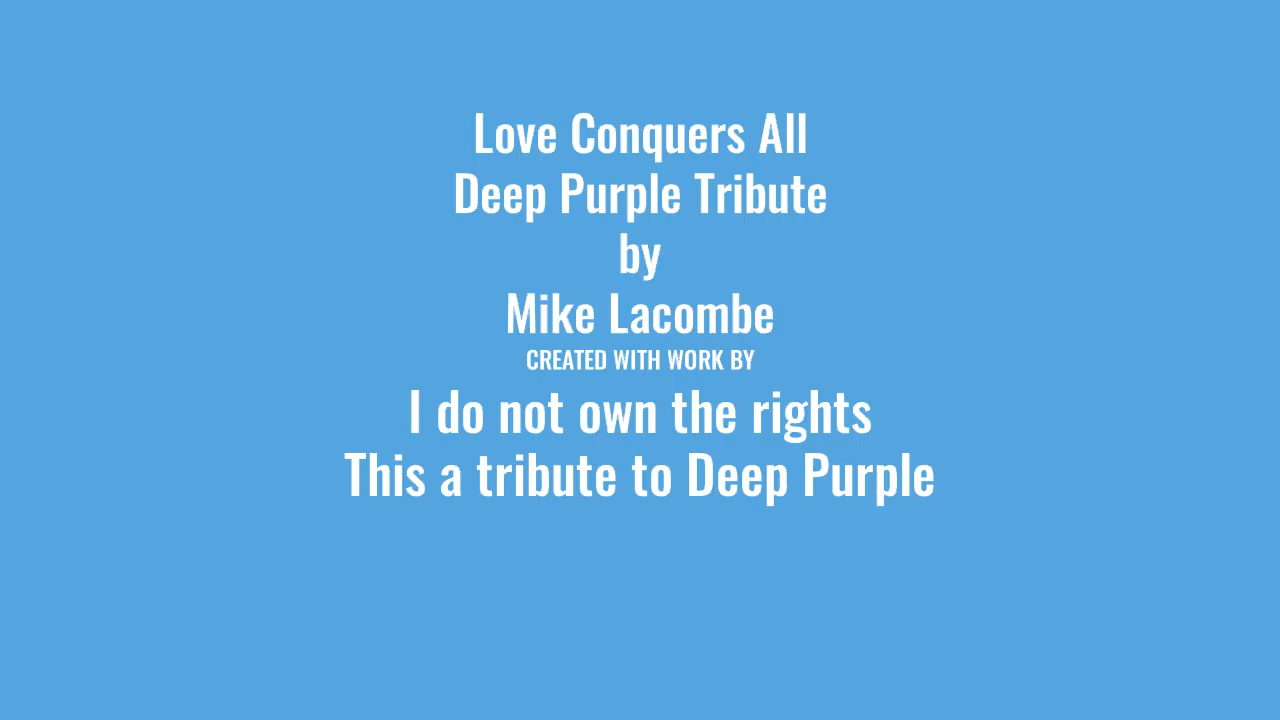 Love Conquers All
Deep Purple Tribute
by
Mike Lacombe
CREATED WITH WORK BY
I do not own the rights
This a tribute to Deep Purple